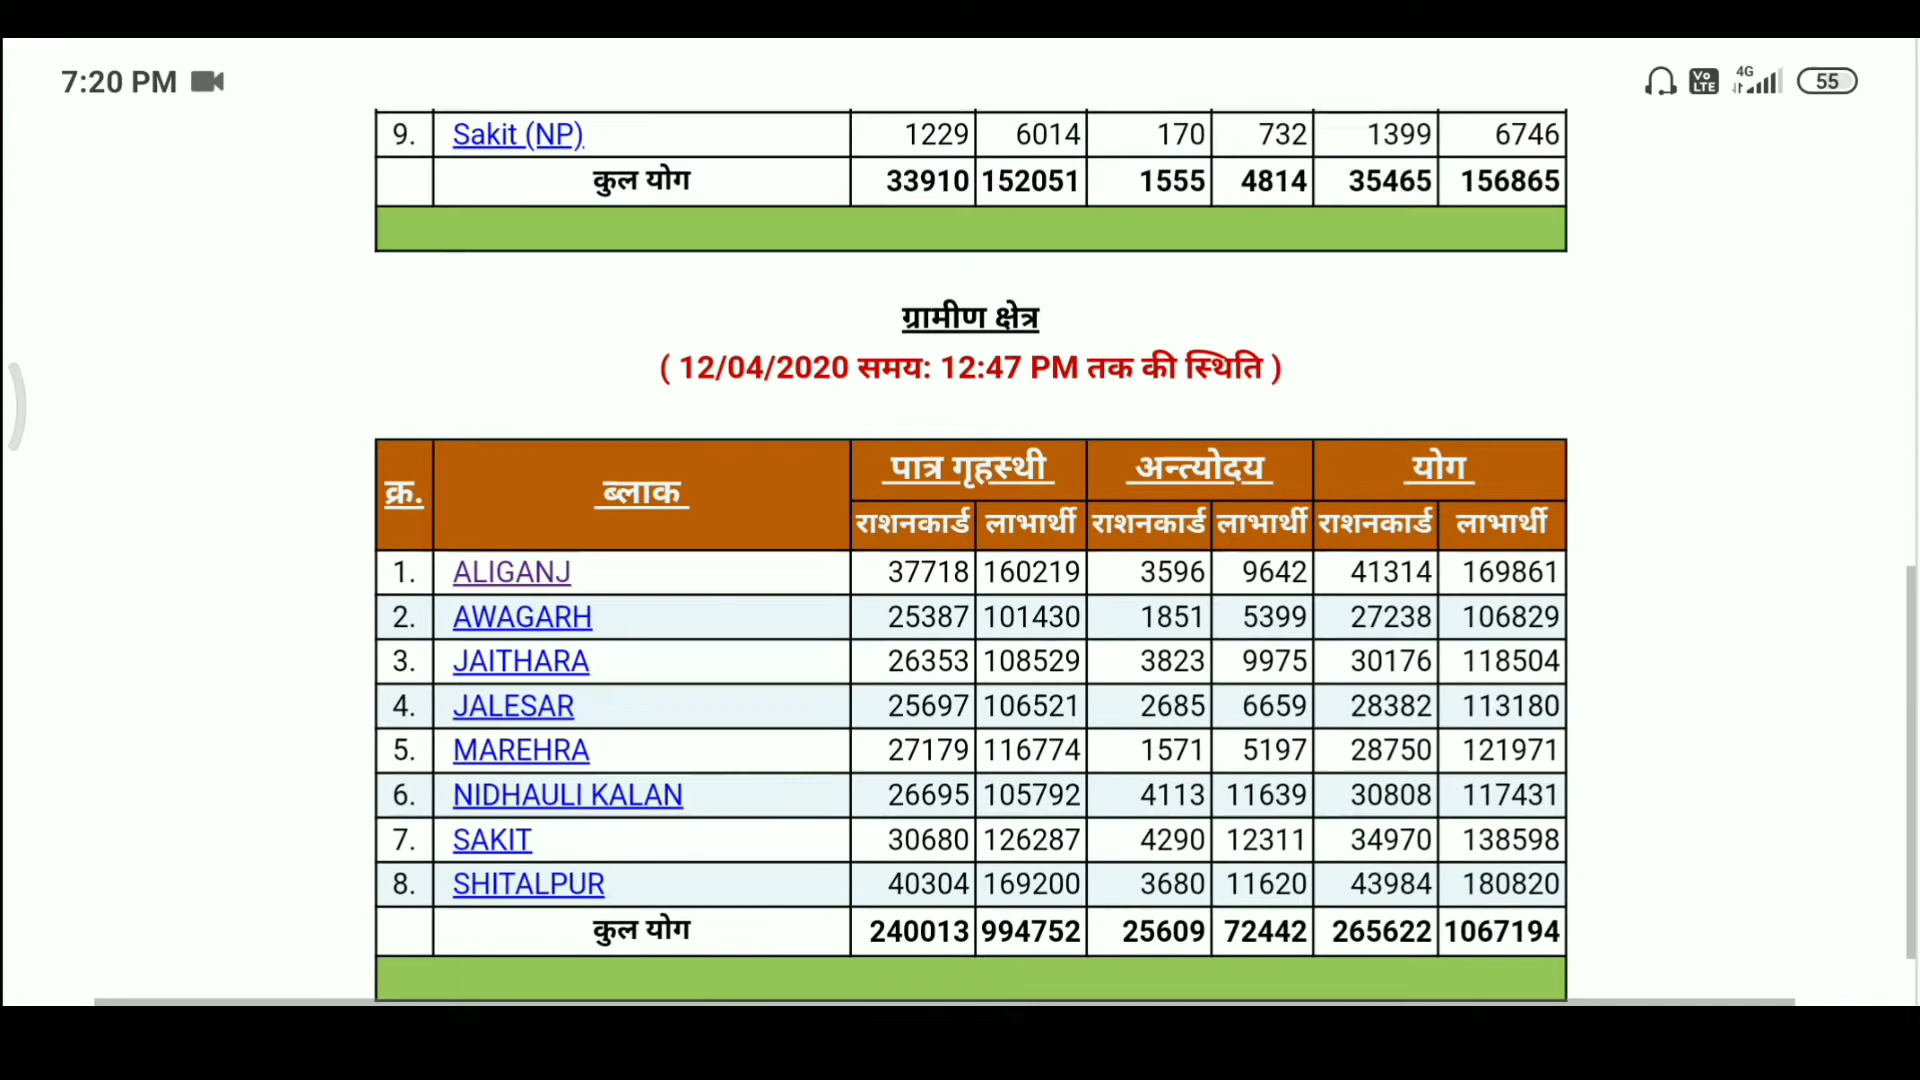 7:20 PM
Vo LTE 4G 55
9. Sakit (NP) 1229 6014 170 732 1399 6746
कुल योग 33910 152051 1555 4814 35465 156865
ग्रामीण क्षेत्र
( 12/04/2020 समय: 12:47 PM तक की स्थिति )
क्र. ब्लाक पात्र गृहस्थी अन्त्योदय योग
राशनकार्ड लाभार्थी राशनकार्ड लाभार्थी राशनकार्ड लाभार्थी
1. ALIGANJ 37718 160219 3596 9642 41314 169861
2. AWAGARH 25387 101430 1851 5399 27238 106829
3. JAITHARA 26353 108529 3823 9975 30176 118504
4. JALESAR 25697 106521 2685 6659 28382 113180
5. MAREHRA 27179 116774 1571 5197 28750 121971
6. NIDHAULI KALAN 26695 105792 4113 11639 30808 117431
7. SAKIT 30680 126287 4290 12311 34970 138598
8. SHITALPUR 40304 169200 3680 11620 43984 180820
कुल योग 240013 994752 25609 72442 265622 1067194